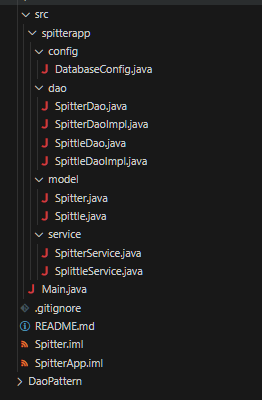 src
spitterapp
config
DatabaseConfig.java
dao
SpitterDao.java
SpitterDaoImpl.java
SpittleDao.java
SpittleDaoImpl.java
model
Spitter.java
Spittle.java
service
SpitterService.java
SplittleService.java
Main.java
.gitignore
README.md
Spitter.iml
SpitterApp.iml
DaoPattern